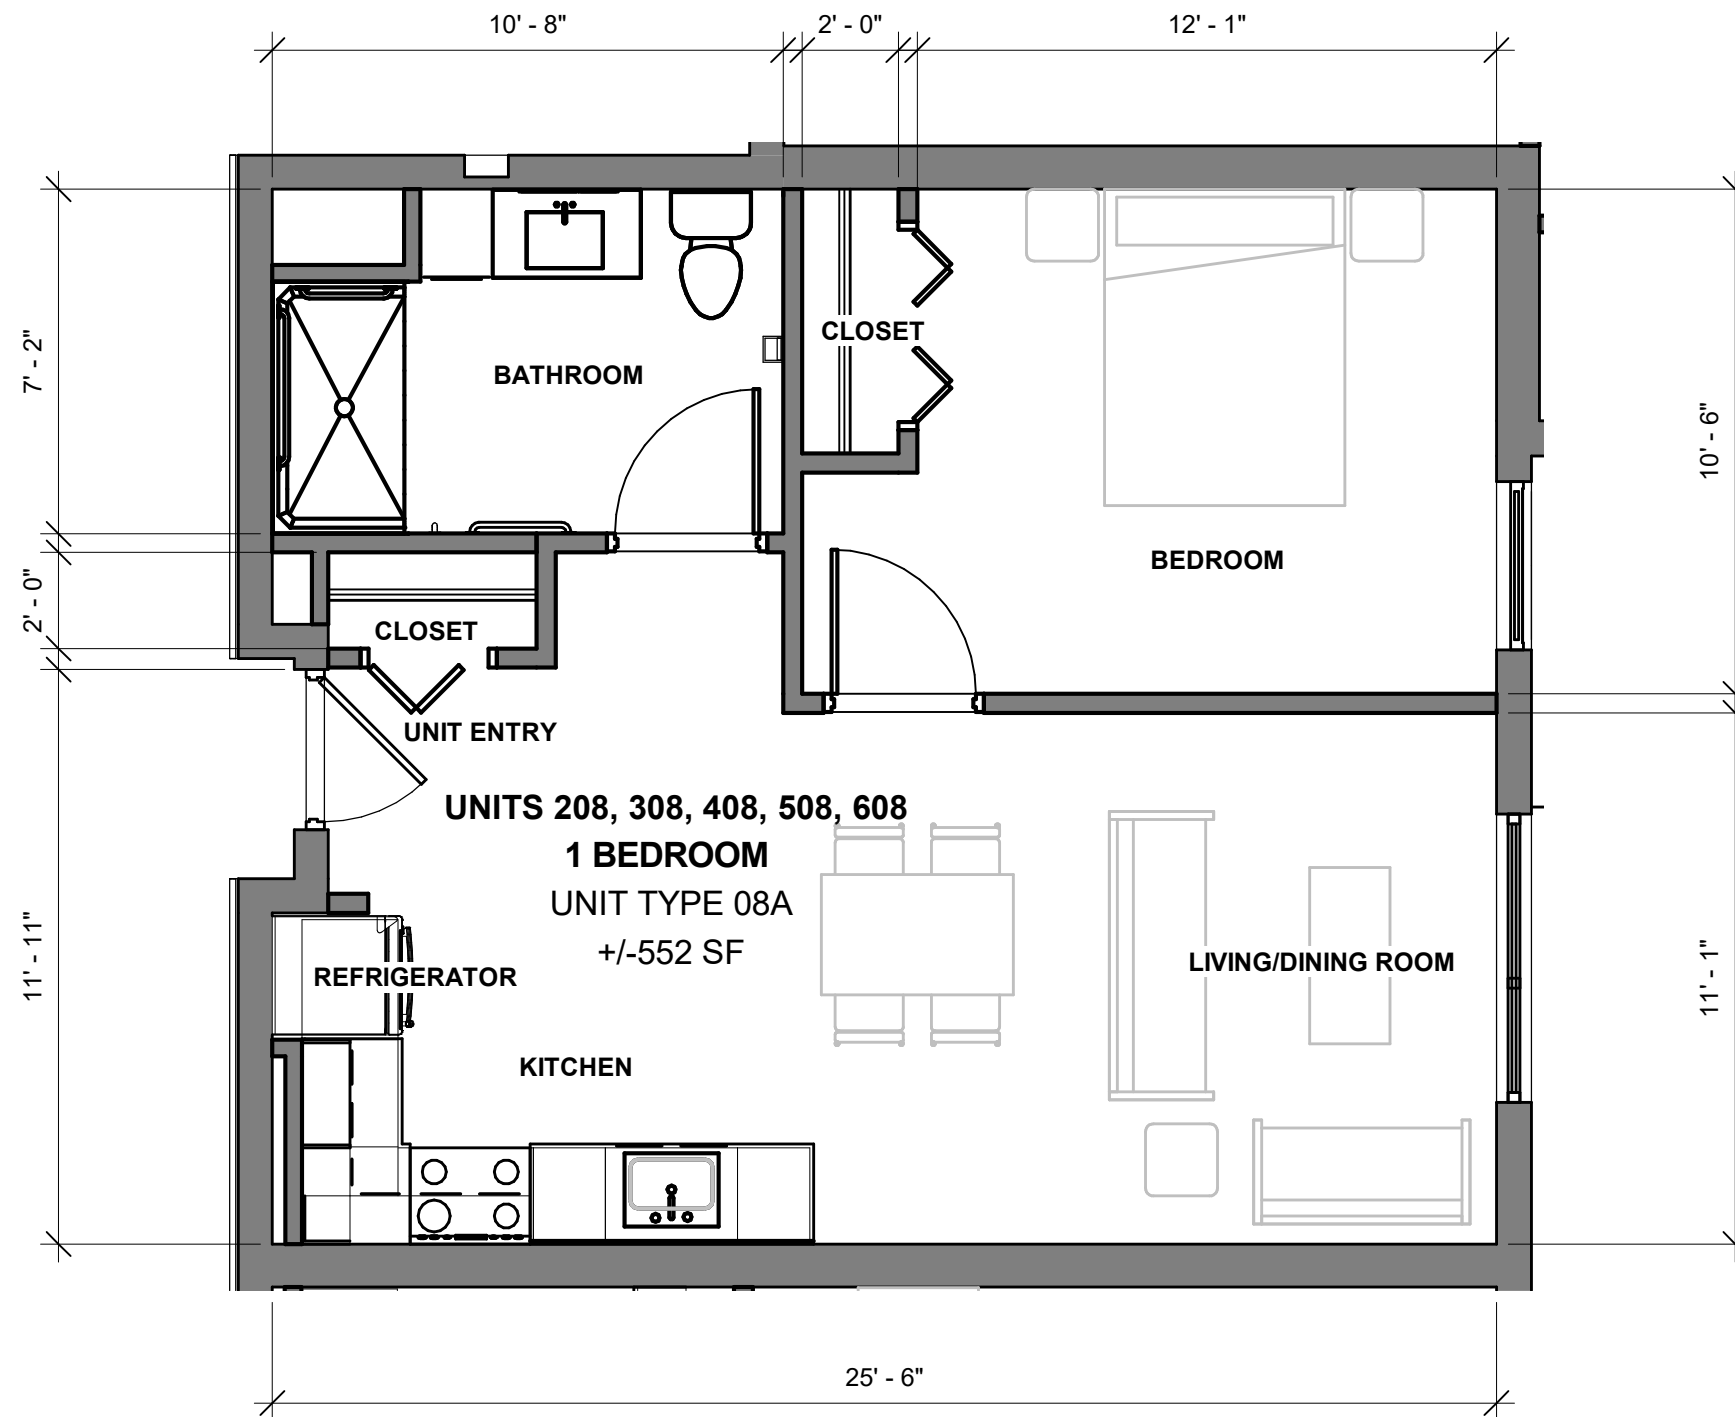 10' - 8"
2' - 0"
12' - 1"
7' - 2"
CLOSET
BATHROOM
10' - 6"
BEDROOM
2' - 0"
CLOSET
UNIT ENTRY
UNITS 208, 308, 408, 508, 608
1 BEDROOM
UNIT TYPE 08A
+/-552 SF
11' - 11"
REFRIGERATOR
LIVING/DINING ROOM
11' - 1"
KITCHEN
25' - 6"